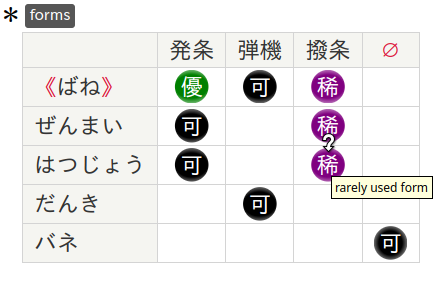 * forms
発条 弾機 撥条 ∅
《ばね》 優 可 稀
ぜんまい 可 稀
はつじょう 可 稀
rarely used form
だんき 可
バネ 可